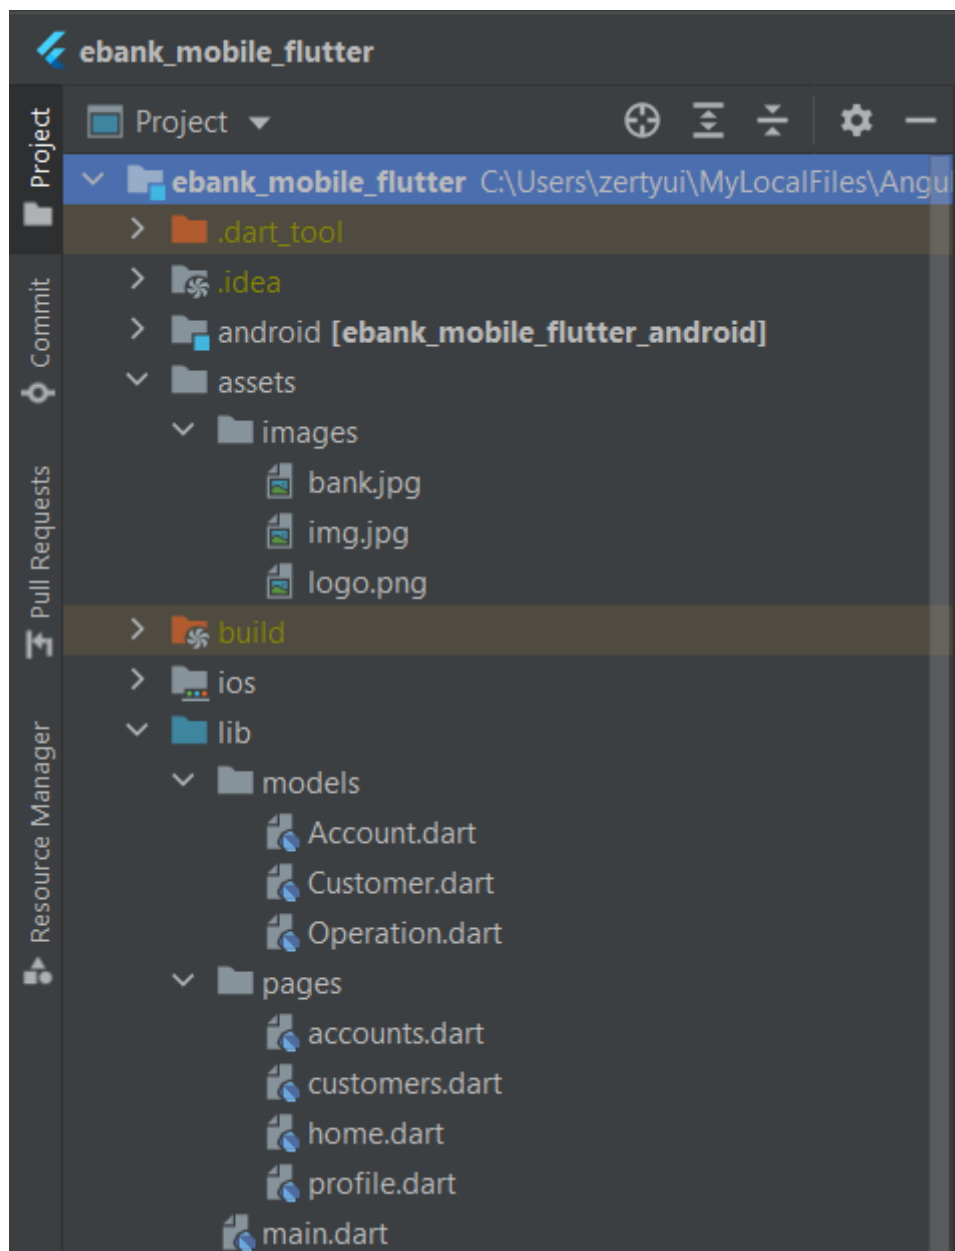 ebank_mobile_flutter
Project
ebank_mobile_flutter C:\Users\zertyui\MyLocalFiles\Angul
.dart_tool
.idea
android [ebank_mobile_flutter_android]
assets
images
bank.jpg
img.jpg
logo.png
build
ios
lib
models
Account.dart
Customer.dart
Operation.dart
pages
accounts.dart
customers.dart
home.dart
profile.dart
main.dart
Project
Commit
Pull Requests
Resource Manager